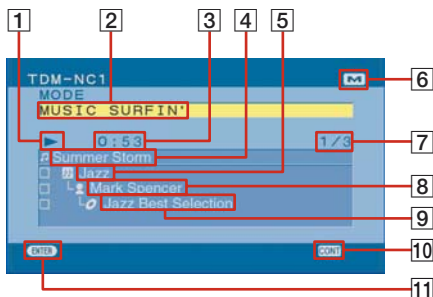 1 2 3 4 5
TDM-NC1
M 6
MODE
MUSIC SURFIN'
0:53 1/3 7
Summer Storm
Jazz
Mark Spencer 8
Jazz Best Selection
9
ENTER CONT 10
11